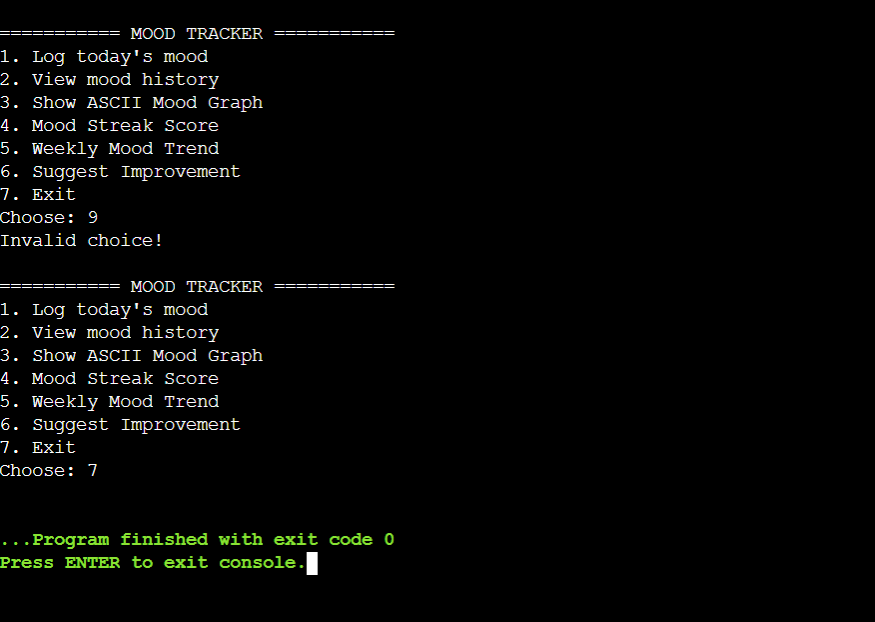 =========== MOOD TRACKER ===========
1. Log today's mood
2. View mood history
3. Show ASCII Mood Graph
4. Mood Streak Score
5. Weekly Mood Trend
6. Suggest Improvement
7. Exit
Choose: 9
Invalid choice!
=========== MOOD TRACKER ===========
1. Log today's mood
2. View mood history
3. Show ASCII Mood Graph
4. Mood Streak Score
5. Weekly Mood Trend
6. Suggest Improvement
7. Exit
Choose: 7
...Program finished with exit code 0
Press ENTER to exit console.